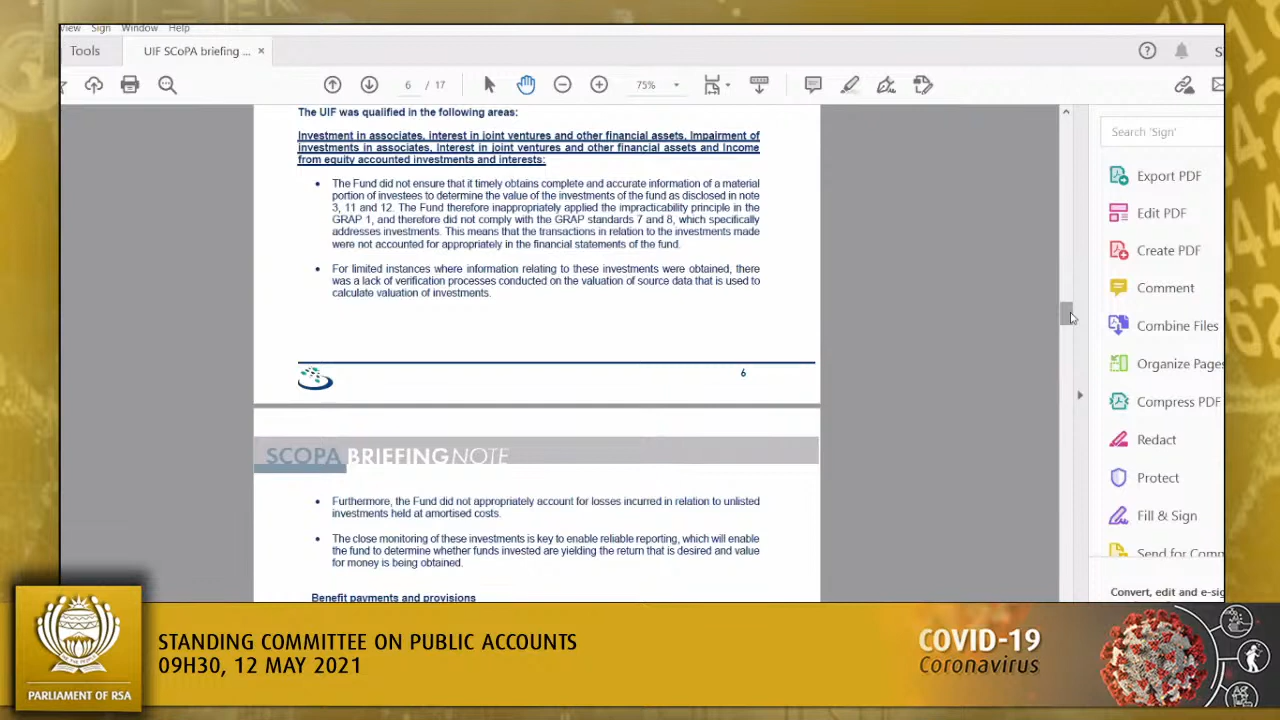 View Sign Window Help
Tools UIF SCoPA briefing ... ×
6 / 17 75%
The UIF was qualified in the following areas:
Investment in associates, interest in joint ventures and other financial assets, Impairment of
investments in associates, Interest in joint ventures and other financial assets and Income
from equity accounted investments and interests:
• The Fund did not ensure that it timely obtains complete and accurate information of a material
portion of investees to determine the value of the investments of the fund as disclosed in note
3, 11 and 12. The Fund therefore inappropriately applied the impracticability principle in the
GRAP 1, and therefore did not comply with the GRAP standards 7 and 8, which specifically
addresses investments. This means that the transactions in relation to the investments made
were not accounted for appropriately in the financial statements of the fund.
• For limited instances where information relating to these investments were obtained, there
was a lack of verification processes conducted on the valuation of source data that is used to
calculate valuation of investments.
6
SCOPA BRIEFINGNOTE
• Furthermore, the Fund did not appropriately account for losses incurred in relation to unlisted
investments held at amortised costs.
• The close monitoring of these investments is key to enable reliable reporting, which will enable
the fund to determine whether funds invested are yielding the return that is desired and value
for money is being obtained.
Benefit payments and provisions
Search 'Sign'
Export PDF
Edit PDF
Create PDF
Comment
Combine Files
Organize Pages
Compress PDF
Redact
Protect
Fill & Sign
Send for Comm
Convert, edit and e-sig
STANDING COMMITTEE ON PUBLIC ACCOUNTS
09H30, 12 MAY 2021
PARLIAMENT OF RSA
COVID-19
Coronavirus